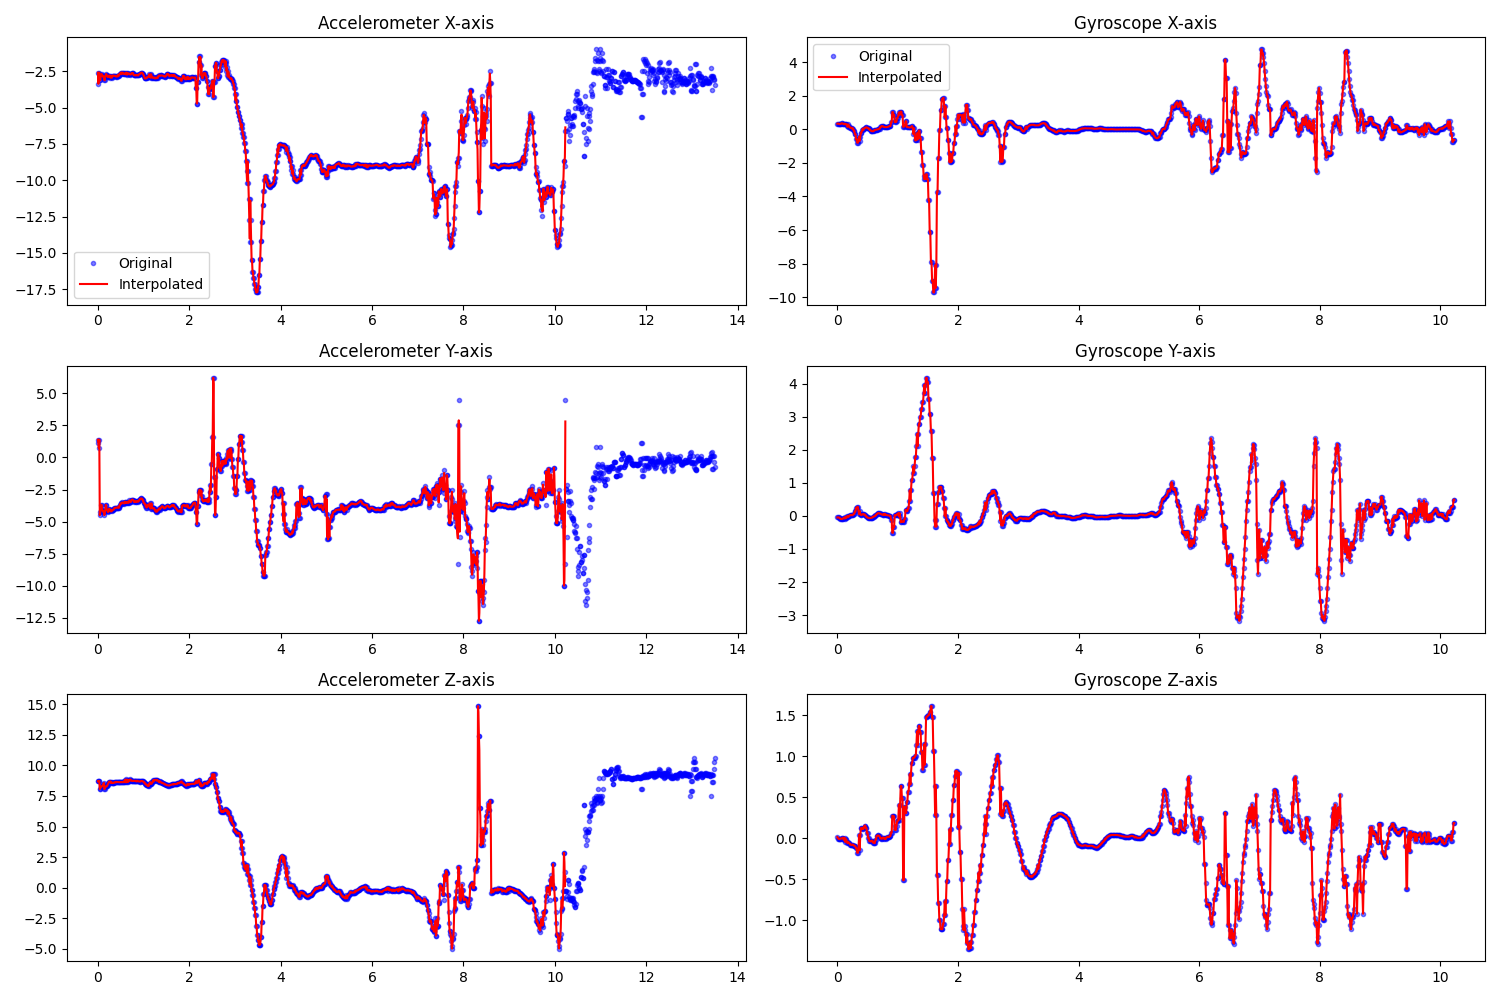 Accelerometer X-axis
−2.5
−5.0
−7.5
−10.0
−12.5
−15.0
−17.5
Original
Interpolated
0 2 4 6 8 10 12 14
Gyroscope X-axis
Original
Interpolated
4
2
0
−2
−4
−6
−8
−10
0 2 4 6 8 10
Accelerometer Y-axis
5.0
2.5
0.0
−2.5
−5.0
−7.5
−10.0
−12.5
0 2 4 6 8 10 12 14
Gyroscope Y-axis
4
3
2
1
0
−1
−2
−3
0 2 4 6 8 10
Accelerometer Z-axis
15.0
12.5
10.0
7.5
5.0
2.5
0.0
−2.5
−5.0
0 2 4 6 8 10 12 14
Gyroscope Z-axis
1.5
1.0
0.5
0.0
−0.5
−1.0
0 2 4 6 8 10